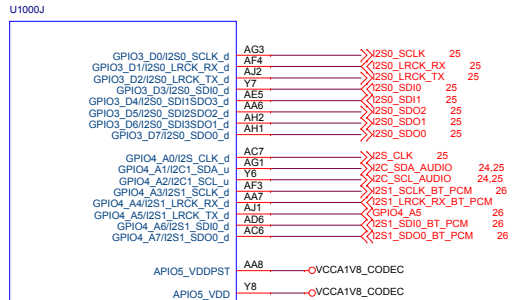 U1000J
GPIO3_D0/I2S0_SCLK_d AG3 I2S0_SCLK 25
GPIO3_D1/I2S0_LRCK_RX_d AF4 I2S0_LRCK_RX 25
GPIO3_D2/I2S0_LRCK_TX_d AJ2 I2S0_LRCK_TX 25
GPIO3_D3/I2S0_SDI0_d Y7 I2S0_SDI0 25
GPIO3_D4/I2S0_SDI1SDO3_d AE5 I2S0_SDI1 25
GPIO3_D5/I2S0_SDI2SDO2_d AA6 I2S0_SDO2 25
GPIO3_D6/I2S0_SDI3SDO1_d AH2 I2S0_SDO1 25
GPIO3_D7/I2S0_SDO0_d AH1 I2S0_SDO0 25
GPIO4_A0/I2S_CLK_d AC7 I2S_CLK 25
GPIO4_A1/I2C1_SDA_u AG1 I2C_SDA_AUDIO 24,25
GPIO4_A2/I2C1_SCL_u Y6 I2C_SCL_AUDIO 24,25
GPIO4_A3/I2S1_SCLK_d AF3 I2S1_SCLK_BT_PCM 26
GPIO4_A4/I2S1_LRCK_RX_d AA7 I2S1_LRCK_RX_BT_PCM
GPIO4_A5/I2S1_LRCK_TX_d AJ1 GPIO4_A5 26
GPIO4_A6/I2S1_SDI0_d AD6 I2S1_SDI0_BT_PCM 26
GPIO4_A7/I2S1_SDO0_d AC6 I2S1_SDO0_BT_PCM 26
APIO5_VDDPST AA8 VCCA1V8_CODEC
APIO5_VDD Y8 VCCA1V8_CODEC